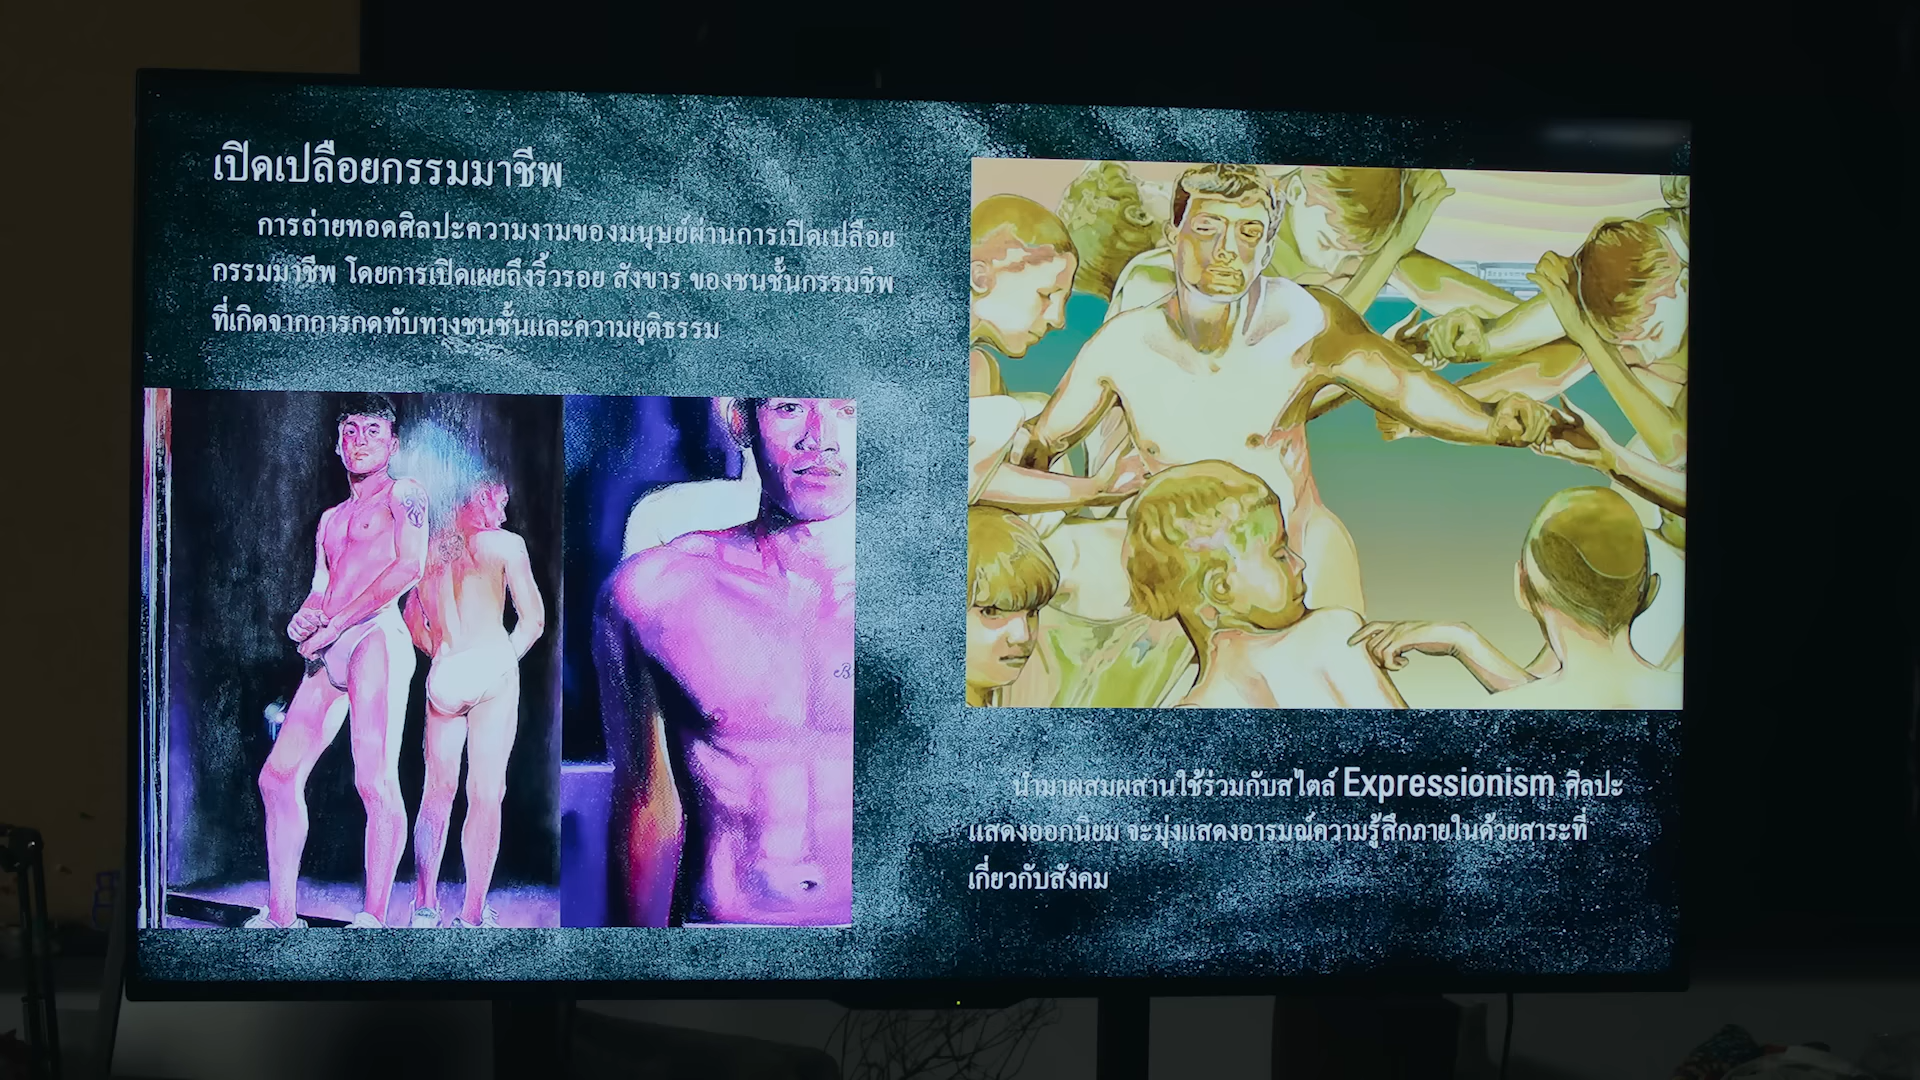 เปิดเปลือยกรรมมาชีพ
การถ่ายทอดศิลปะความงามของมนุษย์ผ่านการเปิดเปลือย
กรรมมาชีพ โดยการเปิดเผยถึงริ้วรอย สังขาร ของชนชั้นกรรมชีพ
ที่เกิดจากการกดทับทางชนชั้นและความยุติธรรม
นำมาผสมผสานใช้ร่วมกับสไตล์ Expressionism ศิลปะ
แสดงออกนิยม จะมุ่งแสดงอารมณ์ความรู้สึกภายในด้วยสาระที่
เกี่ยวกับสังคม